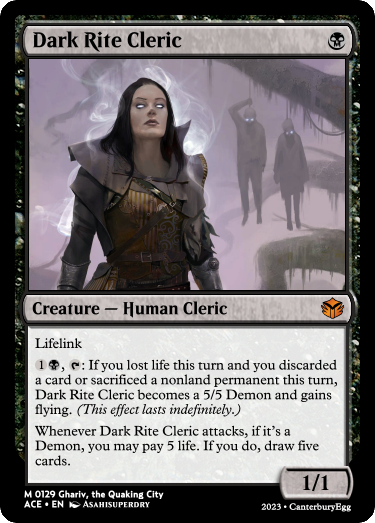 Dark Rite Cleric
Creature — Human Cleric
Lifelink
1, : If you lost life this turn and you discarded
a card or sacrificed a nonland permanent this turn,
Dark Rite Cleric becomes a 5/5 Demon and gains
flying. (This effect lasts indefinitely.)
Whenever Dark Rite Cleric attacks, if it's a
Demon, you may pay 5 life. If you do, draw five
cards.
1/1
M 0129 Ghariv, the Quaking City
ACE • EN Asahisuperdry
2023 • CanterburyEgg